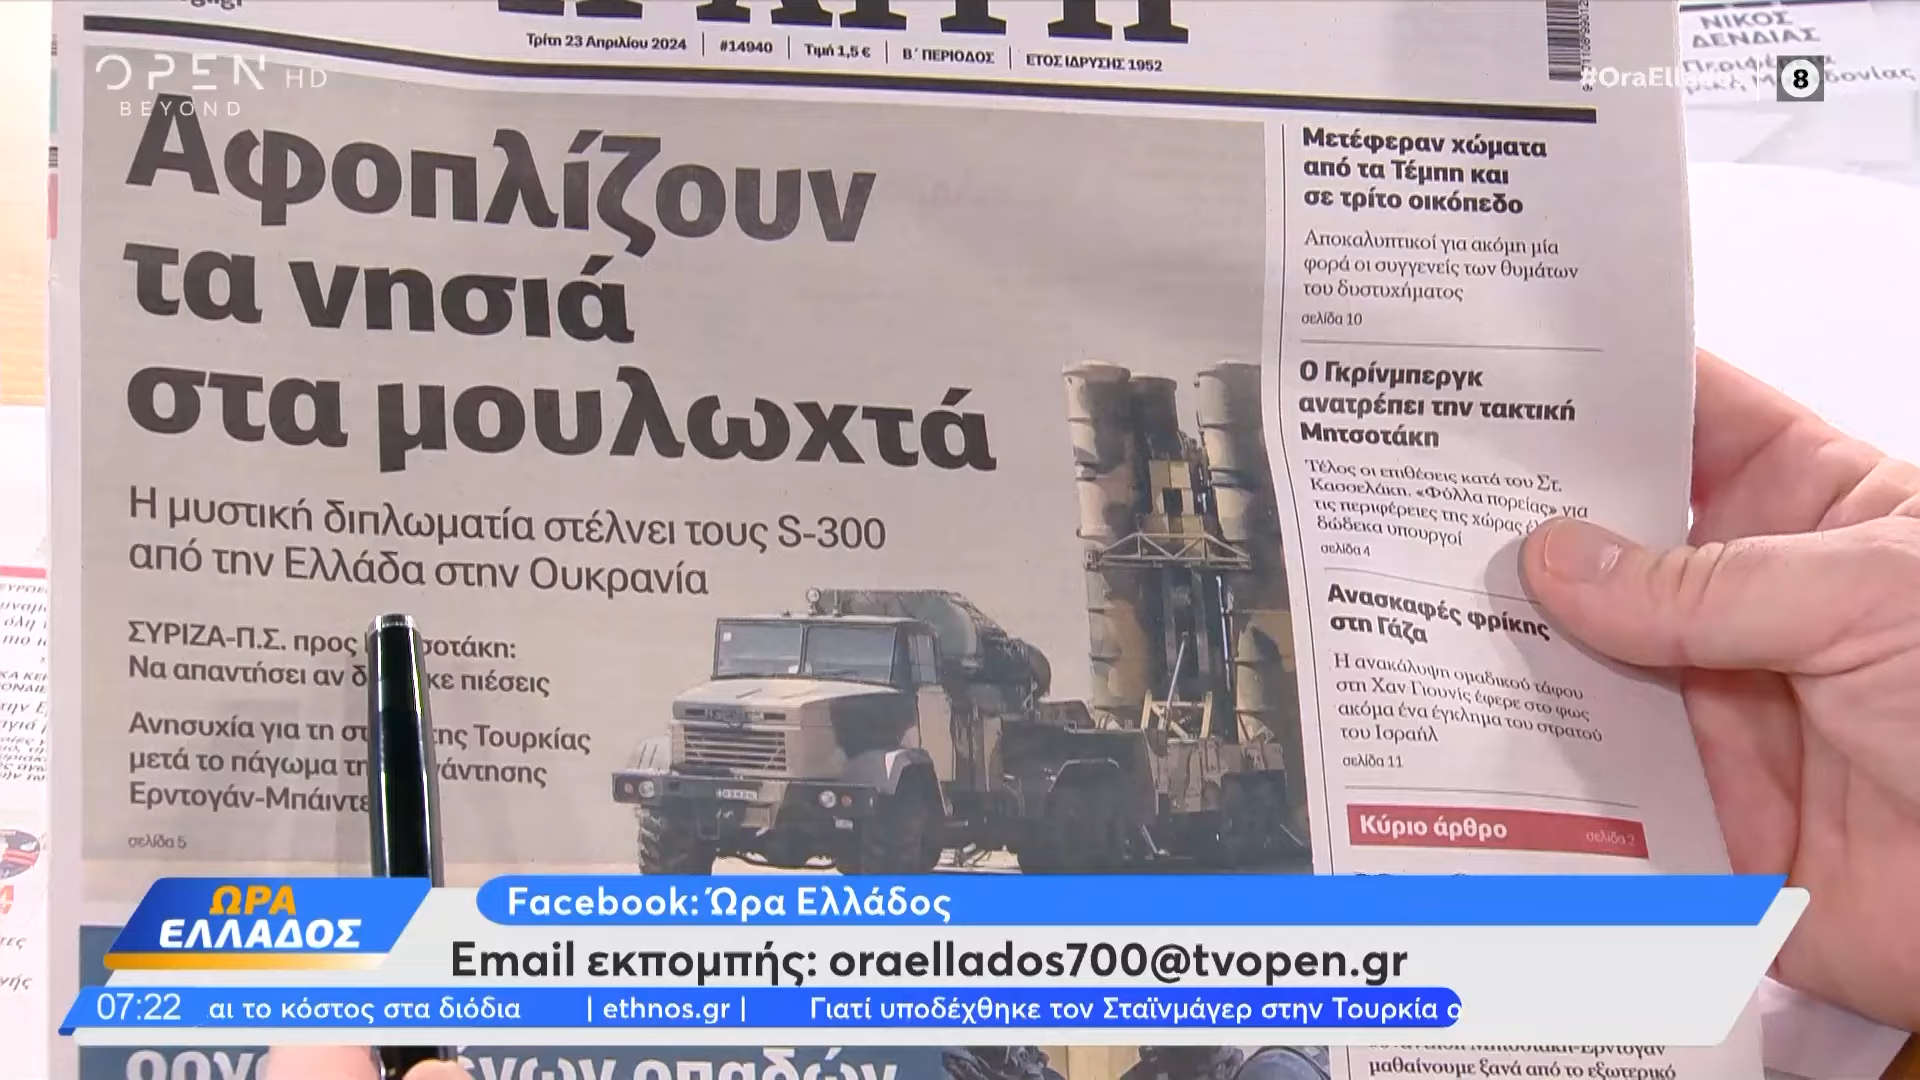 Τρίτη 23 Απριλίου 2024
#14940
Τιμή 1,5 €
Β΄ ΠΕΡΙΟΔΟΣ
ΕΤΟΣ ΙΔΡΥΣΗΣ 1952
ΝΙΚΟΣ
ΔΕΝΔΙΑΣ
OPEN HD
BEYOND
8
Αφοπλίζουν
τα νησιά
στα μουλωχτά
Η μυστική διπλωματία στέλνει τους S-300
από την Ελλάδα στην Ουκρανία
ΣΥΡΙΖΑ-Π.Σ. προς
Να απαντήσει αν πιέσεις
Ανησυχία για τη της Τουρκίας
μετά το πάγωμα
Ερντογάν-
σελίδα 5
Μετέφεραν χώματα
από τα Τέμπη και
σε τρίτο οικόπεδο
Αποκαλυπτικοί για ακόμη μία
φορά οι συγγενείς των θυμάτων
του δυστυχήματος
σελίδα 10
Ο Γκρίνμπεργκ
ανατρέπει την τακτική
Μητσοτάκη
Τέλος οι επιθέσεις κατά του Στ.
Κασσελάκη. «Φύλλα πορείας» για
τις περιφέρειες της χώρας
δώδεκα υπουργοί
σελίδα 4
Ανασκαφές φρίκης
στη Γάζα
Η ανακάλυψη ομαδικού τάφου
στη Χαν Γιουνίς έφερε στο φως
ακόμα ένα έγκλημα του στρατού
του Ισραήλ
σελίδα 11
Κύριο άρθρο
σελίδα 2
ΩΡΑ
ΕΛΛΑΔΟΣ
Facebook: Ώρα Ελλάδος
Email εκπομπής: oraellados700@tvopen.gr
07:22 αι το κόστος στα διόδια | ethnos.gr | Γιατί υποδέχθηκε τον Σταϊνμάγερ στην Τουρκία
οπαδών
μαθαίνουμε ξανά από το εξωτερικό